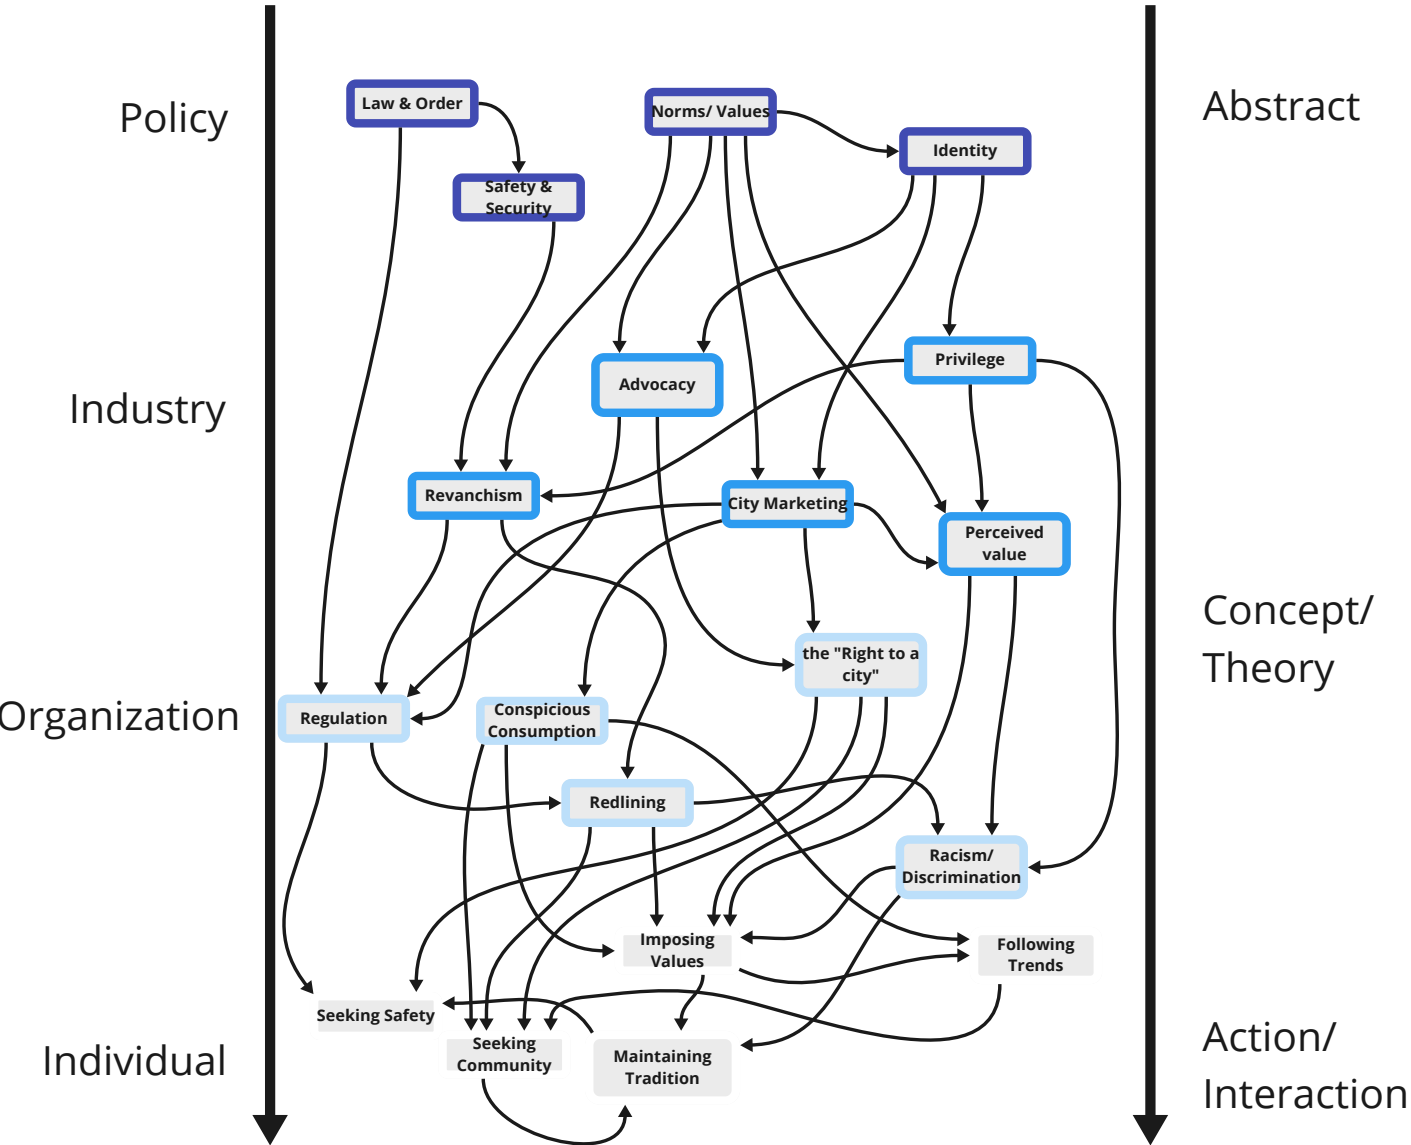 Policy
Abstract
Law & Order
Norms/ Values
Identity
Safety &
Security
Privilege
Advocacy
Industry
Revanchism
City Marketing
Perceived
value
Concept/
Theory
the "Right to a
city"
Organization
Regulation
Conspicious
Consumption
Redlining
Racism/
Discrimination
Imposing
Values
Following
Trends
Seeking Safety
Individual
Seeking
Community
Maintaining
Tradition
Action/
Interaction